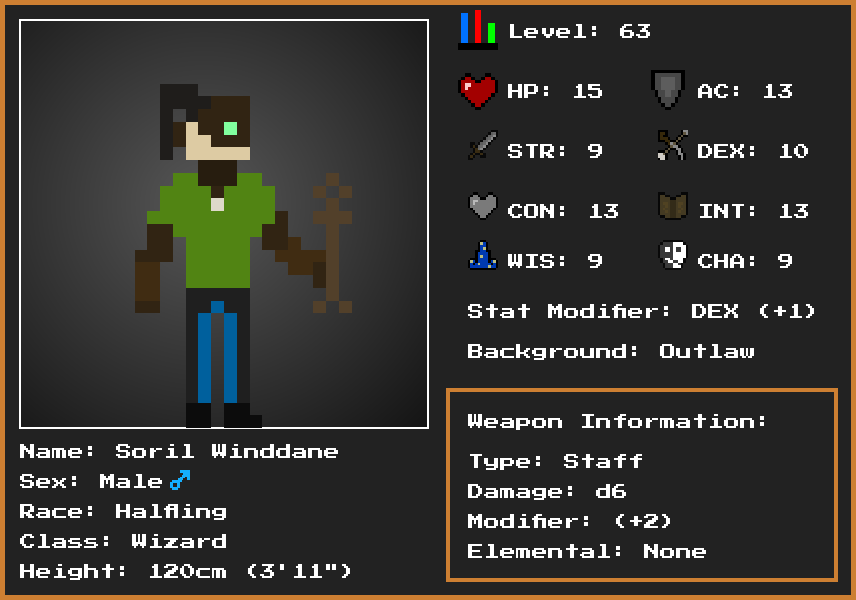 Level: 63
HP: 15 AC: 13
STR: 9 DEX: 10
CON: 13 INT: 13
WIS: 9 CHA: 9
Stat Modifier: DEX (+1)
Background: Outlaw
Weapon Information:
Type: Staff
Damage: d6
Modifier: (+2)
Elemental: None
Name: Soril Winddane
Sex: Male♂
Race: Halfling
Class: Wizard
Height: 120cm (3'11")